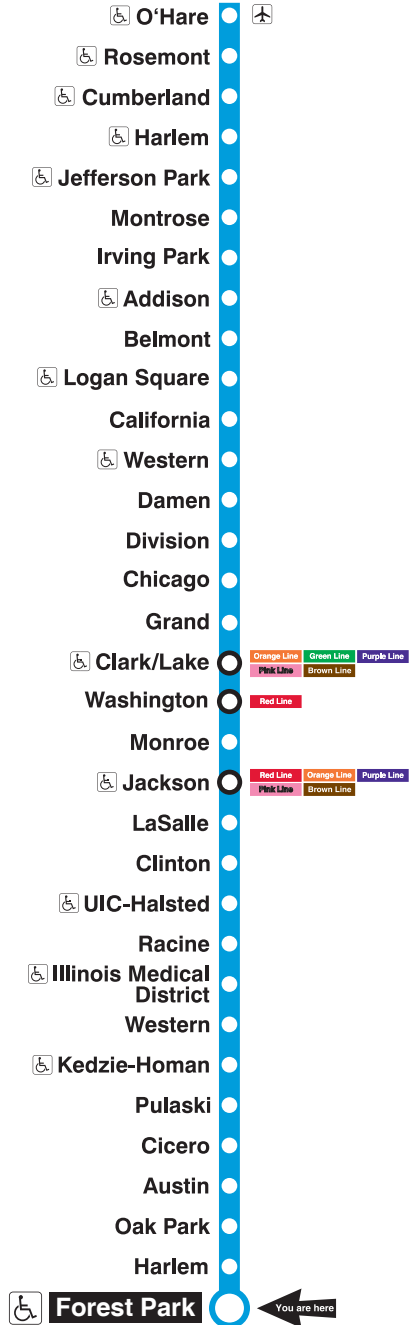 O'Hare
Rosemont
Cumberland
Harlem
Jefferson Park
Montrose
Irving Park
Addison
Belmont
Logan Square
California
Western
Damen
Division
Chicago
Grand
Clark/Lake
Orange Line Green Line Purple Line
Pink Line Brown Line
Washington
Red Line
Monroe
Jackson
Red Line Orange Line Purple Line
Pink Line Brown Line
LaSalle
Clinton
UIC-Halsted
Racine
Illinois Medical
District
Western
Kedzie-Homan
Pulaski
Cicero
Austin
Oak Park
Harlem
Forest Park
You are here